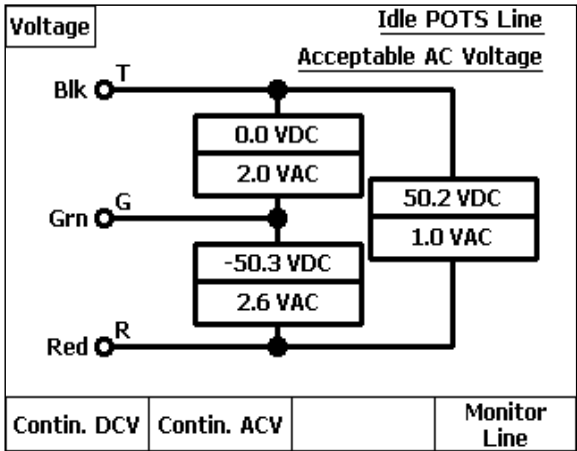 Voltage
Idle POTS Line
Acceptable AC Voltage
Blk
T
0.0 VDC
2.0 VAC
50.2 VDC
1.0 VAC
Grn
G
-50.3 VDC
2.6 VAC
Red
R
Contin. DCV
Contin. ACV
Monitor
Line